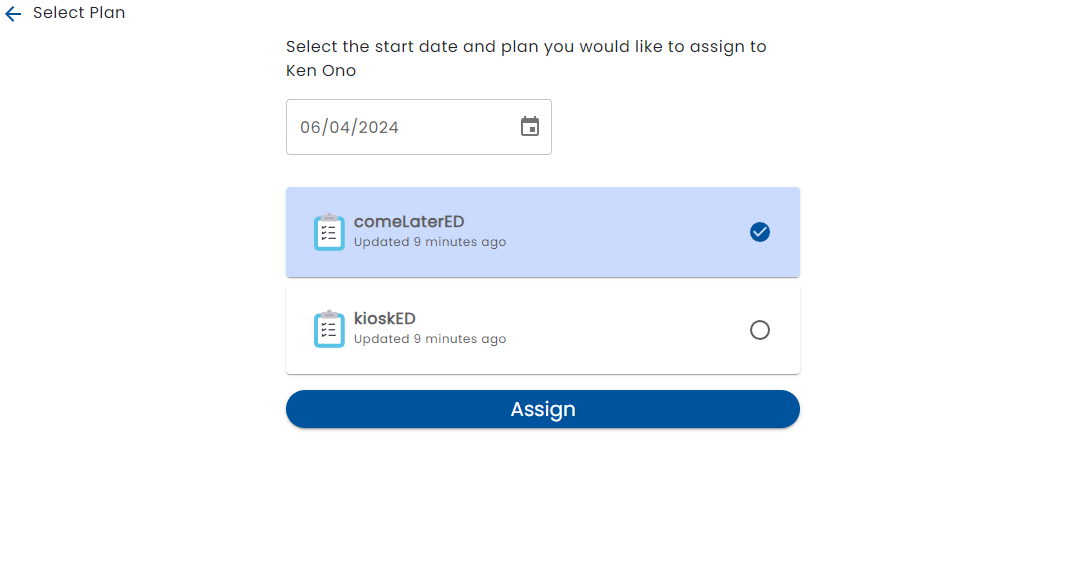 Select Plan
Select the start date and plan you would like to assign to
Ken Ono
06/04/2024
comeLaterED
Updated 9 minutes ago
kioskED
Updated 9 minutes ago
Assign